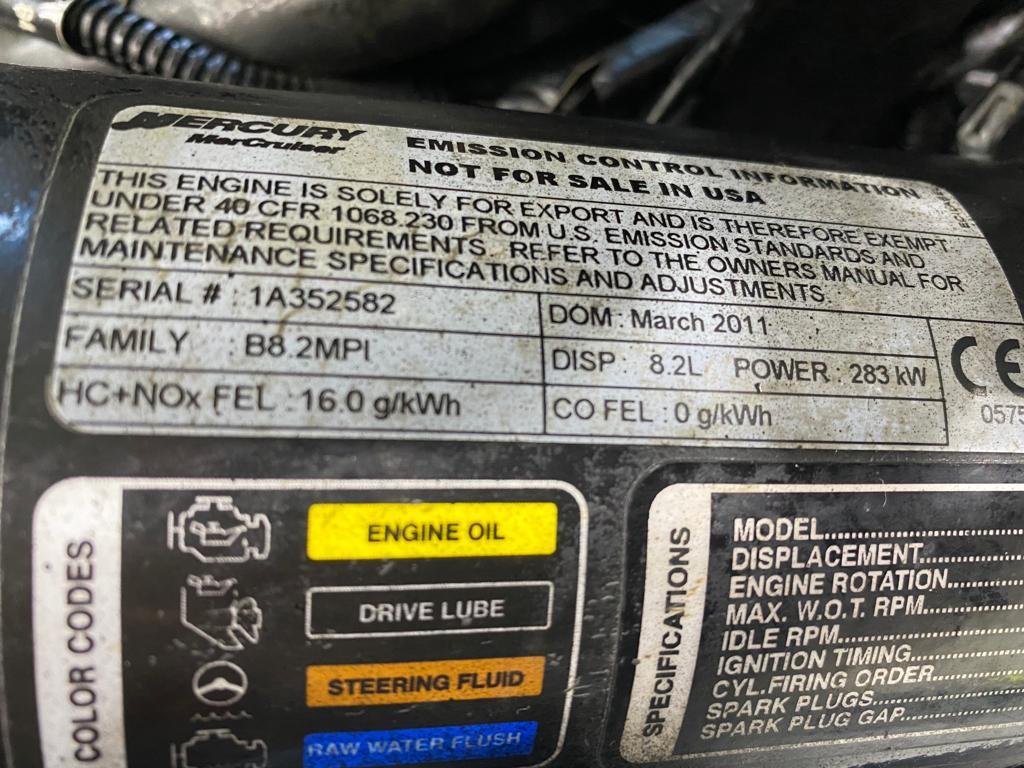 MERCURY
MerCruiser
EMISSION CONTROL INFORMATION
NOT FOR SALE IN USA
THIS ENGINE IS SOLELY FOR EXPORT AND IS THEREFORE EXEMPT
UNDER 40 CFR 1068.230 FROM U.S. EMISSION STANDARDS AND
RELATED REQUIREMENTS. REFER TO THE OWNERS MANUAL FOR
MAINTENANCE SPECIFICATIONS AND ADJUSTMENTS.
SERIAL # : 1A352582
DOM : March 2011
FAMILY : B8.2MPI
DISP : 8.2L POWER : 283 kW
HC+NOx FEL : 16.0 g/kWh
CO FEL : 0 g/kWh
CE
0575
COLOR CODES
ENGINE OIL
DRIVE LUBE
STEERING FLUID
RAW WATER FLUSH
SPECIFICATIONS
MODEL
DISPLACEMENT
ENGINE ROTATION
MAX. W.O.T. RPM
IDLE RPM
IGNITION TIMING
CYL.FIRING ORDER
SPARK PLUGS
SPARK PLUG GAP